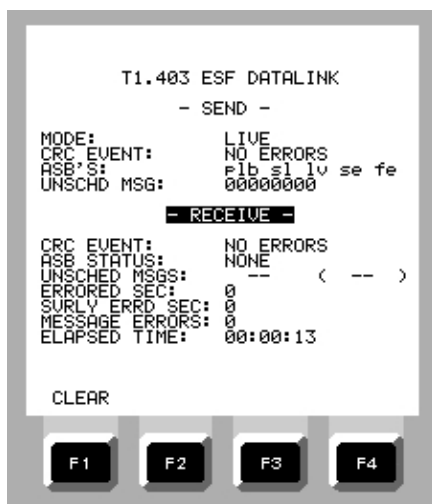 T1.403 ESF DATALINK
- SEND -
MODE: LIVE
CRC EVENT: NO ERRORS
ASB'S: plb sl lv se fe
UNSCHD MSG: 00000000
- RECEIVE -
CRC EVENT: NO ERRORS
ASB STATUS: NONE
UNSCHED MSGS: -- ( -- )
ERRORED SEC: 0
SVRLY ERRD SEC: 0
MESSAGE ERRORS: 0
ELAPSED TIME: 00:00:13
CLEAR
F1 F2 F3 F4